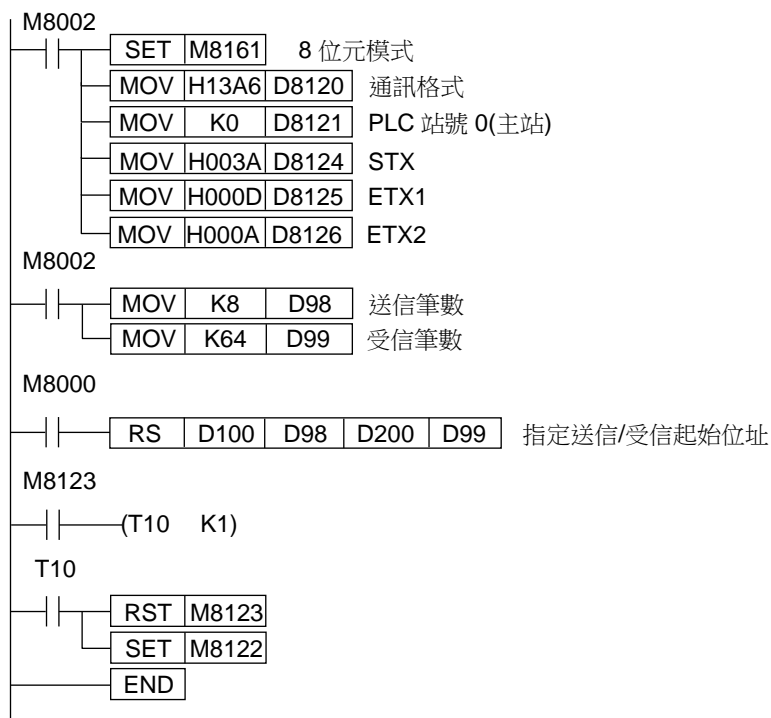 M8002
SET M8161 8 位元模式
MOV H13A6 D8120 通訊格式
MOV K0 D8121 PLC 站號 0(主站)
MOV H003A D8124 STX
MOV H000D D8125 ETX1
MOV H000A D8126 ETX2
M8002
MOV K8 D98 送信筆數
MOV K64 D99 受信筆數
M8000
RS D100 D98 D200 D99 指定送信/受信起始位址
M8123
(T10 K1)
T10
RST M8123
SET M8122
END